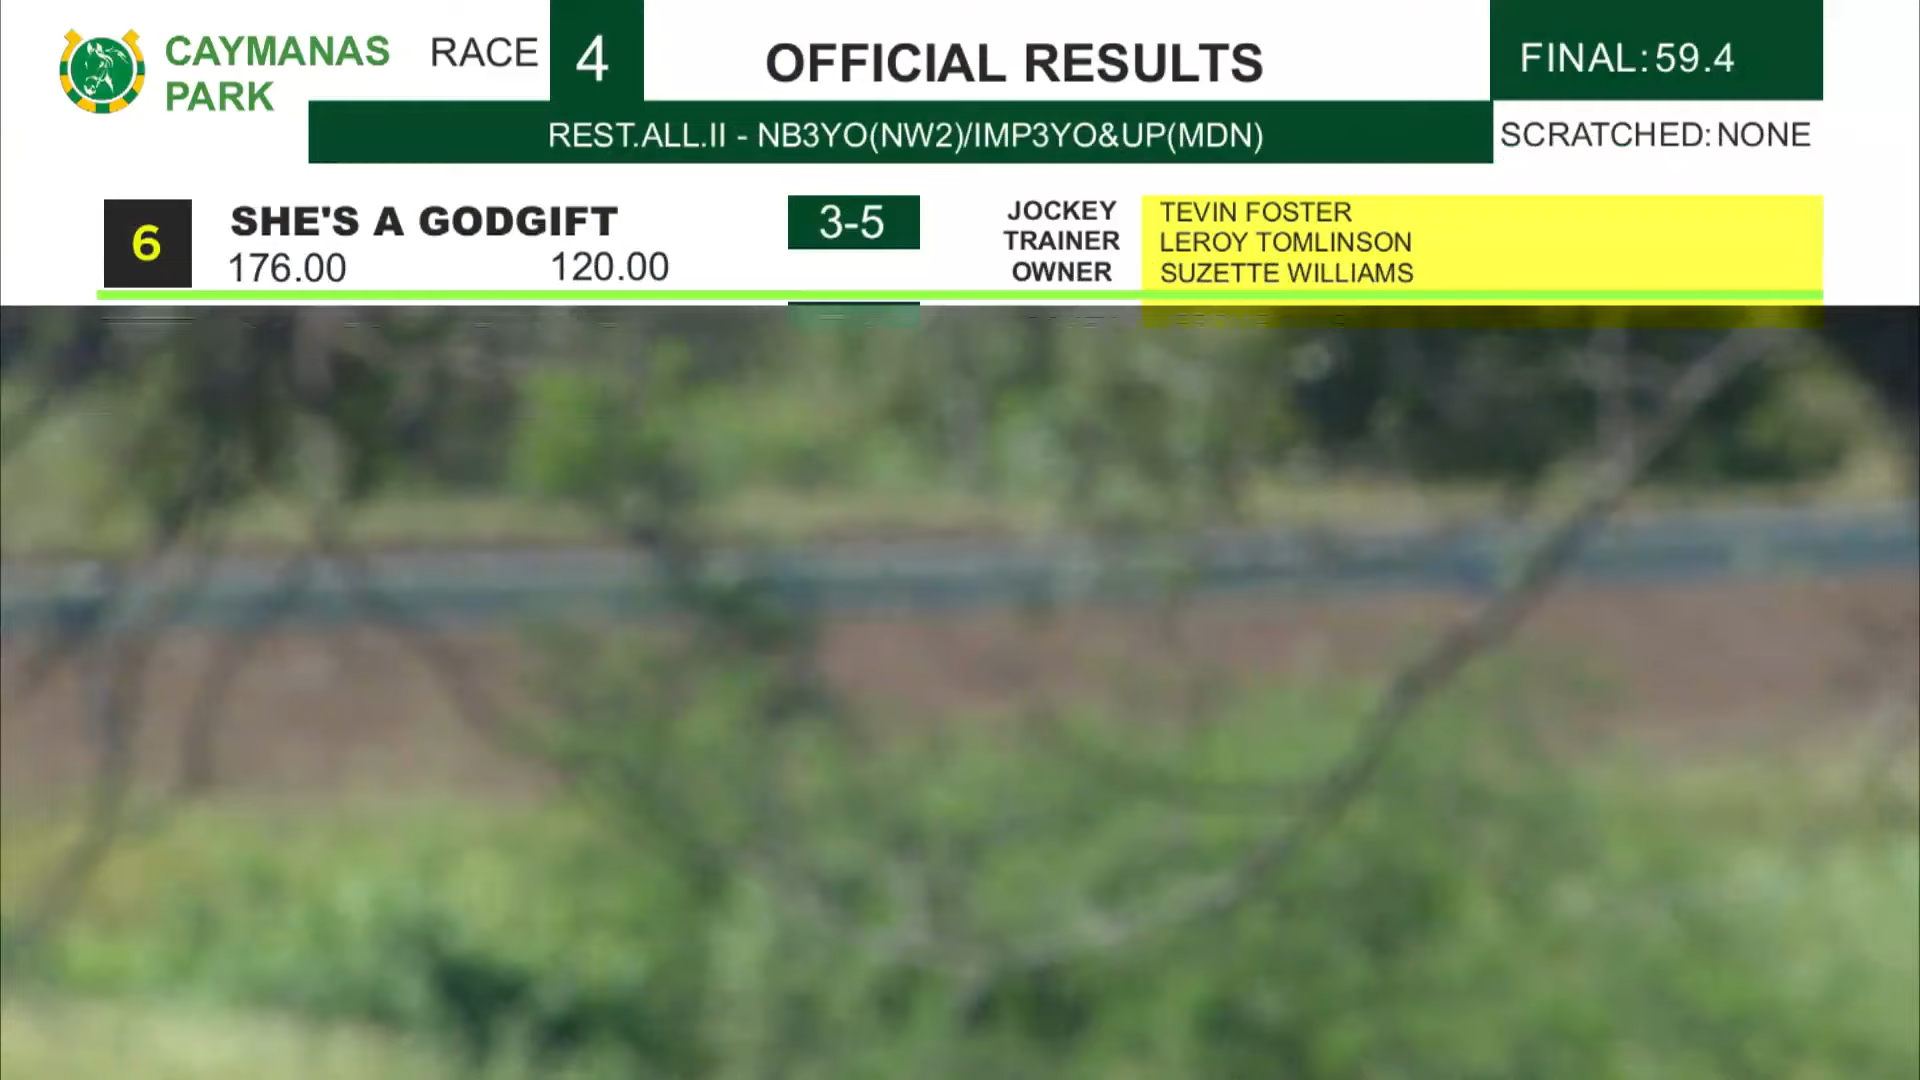 CAYMANAS
PARK
RACE 4
OFFICIAL RESULTS
FINAL: 59.4
REST.ALL.II - NB3YO(NW2)/IMP3YO&UP(MDN)
SCRATCHED: NONE
6
SHE'S A GODGIFT
176.00 120.00
3-5
JOCKEY TEVIN FOSTER
TRAINER LEROY TOMLINSON
OWNER SUZETTE WILLIAMS